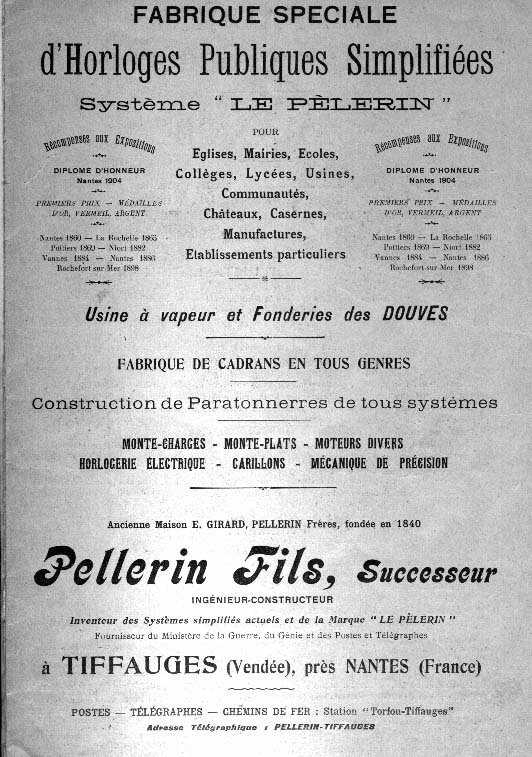 FABRIQUE SPECIALE
d'Horloges Publiques Simplifiées
Système "LE PÈLERIN"
Récompenses aux Expositions
DIPLOME D'HONNEUR
Nantes 1904
PREMIERS PRIX — MÉDAILLES
D'OR, VERMEIL, ARGENT
Nantes 1860 — La Rochelle 1865
Poitiers 1869 — Niort 1882
Vannes 1884 — Nantes 1886
Rochefort sur Mer 1898
POUR
Eglises, Mairies, Ecoles,
Collèges, Lycées, Usines,
Communautés,
Châteaux, Casérnes,
Manufactures,
Etablissements particuliers
Récompenses aux Expositions
DIPLOME D'HONNEUR
Nantes 1904
PREMIERS PRIX — MÉDAILLES
D'OR, VERMEIL, ARGENT
Nantes 1860 — La Rochelle 1865
Poitiers 1869 — Niort 1882
Vannes 1884 — Nantes 1886
Rochefort-sur-Mer 1898
Usine à vapeur et Fonderies des DOUVES
FABRIQUE DE CADRANS EN TOUS GENRES
Construction de Paratonnerres de tous systèmes
MONTE-CHARGES - MONTE-PLATS - MOTEURS DIVERS
HORLOGERIE ÉLECTRIQUE - CARILLONS - MÉCANIQUE DE PRÉCISION
Ancienne Maison E. GIRARD, PELLERIN Frères, fondée en 1840
Pellerin Fils, Successeur
INGÉNIEUR-CONSTRUCTEUR
Inventeur des Systèmes simplifiés actuels et de la Marque "LE PÈLERIN"
Fournisseur du Ministère de la Guerre, du Génie et des Postes et Télégraphes
à TIFFAUGES (Vendée), près NANTES (France)
POSTES — TÉLÉGRAPHES — CHEMINS DE FER : Station "Torfou-Tiffauges"
Adresse Télégraphique : PELLERIN-TIFFAUGES